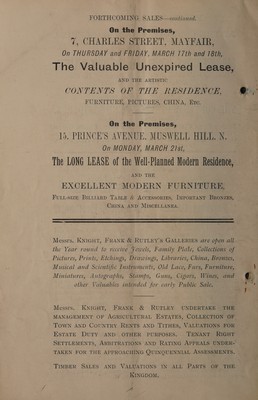 FORTHCOMING SALES—continued.
On the Premises,
7, CHARLES STREET, MAYFAIR,
On THURSDAY and FRIDAY, MARCH 17th and 18th,
The Valuable Unexpired Lease,
AND THE ARTISTIC
CONTENTS OF THE RESIDENCE,
FURNITURE, PICTURES, CHINA, Etc.
On the Premises,
15, PRINCE'S AVENUE, MUSWELL HILL, N.
On MONDAY, MARCH 21st,
The LONG LEASE of the Well-Planned Modern Residence,
AND THE
EXCELLENT MODERN FURNITURE,
Full-size Billiard Table & Accessories, Important Bronzes,
China and Miscellanea.
Messrs. KNIGHT, FRANK & RUTLEY'S GALLERIES are open all
the Year round to receive Jewels, Family Plate, Collections of
Pictures, Prints, Etchings, Drawings, Libraries, China, Bronzes,
Musical and Scientific Instruments, Old Lace, Furs, Furniture,
Miniatures, Autographs, Stamps, Guns, Cigars, Wines, and
other Valuables intended for early Public Sale.
Messrs. Knight, Frank & Rutley undertake the
management of Agricultural Estates, Collection of
Town and Country Rents and Tithes, Valuations for
Estate Duty and other purposes. Tenant Right
Settlements, Arbitrations and Rating Appeals under-
taken for the approaching Quinquennial Assessments.
Timber Sales and Valuations in all Parts of the
Kingdom.